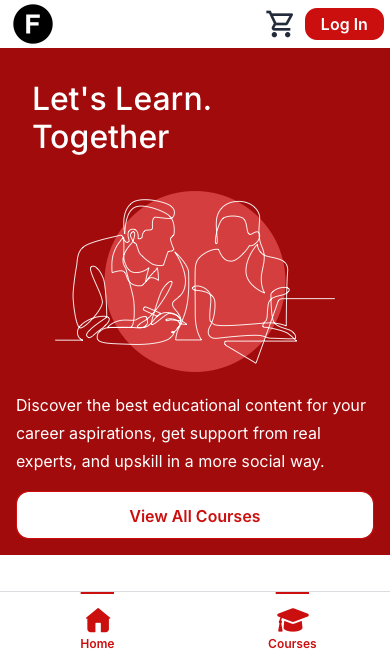 F
Log In
Let's Learn.
Together
Discover the best educational content for your
career aspirations, get support from real
experts, and upskill in a more social way.
View All Courses
Home
Courses